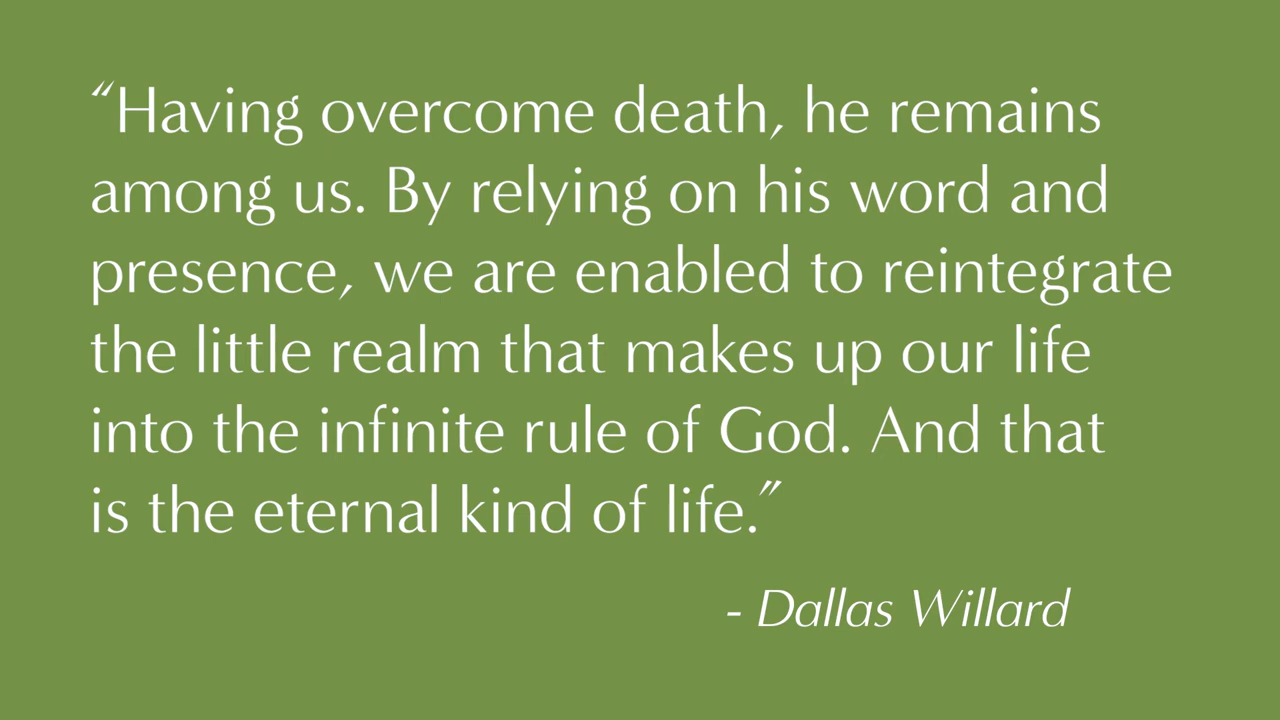 “Having overcome death, he remains
among us. By relying on his word and
presence, we are enabled to reintegrate
the little realm that makes up our life
into the infinite rule of God. And that
is the eternal kind of life.”
- Dallas Willard